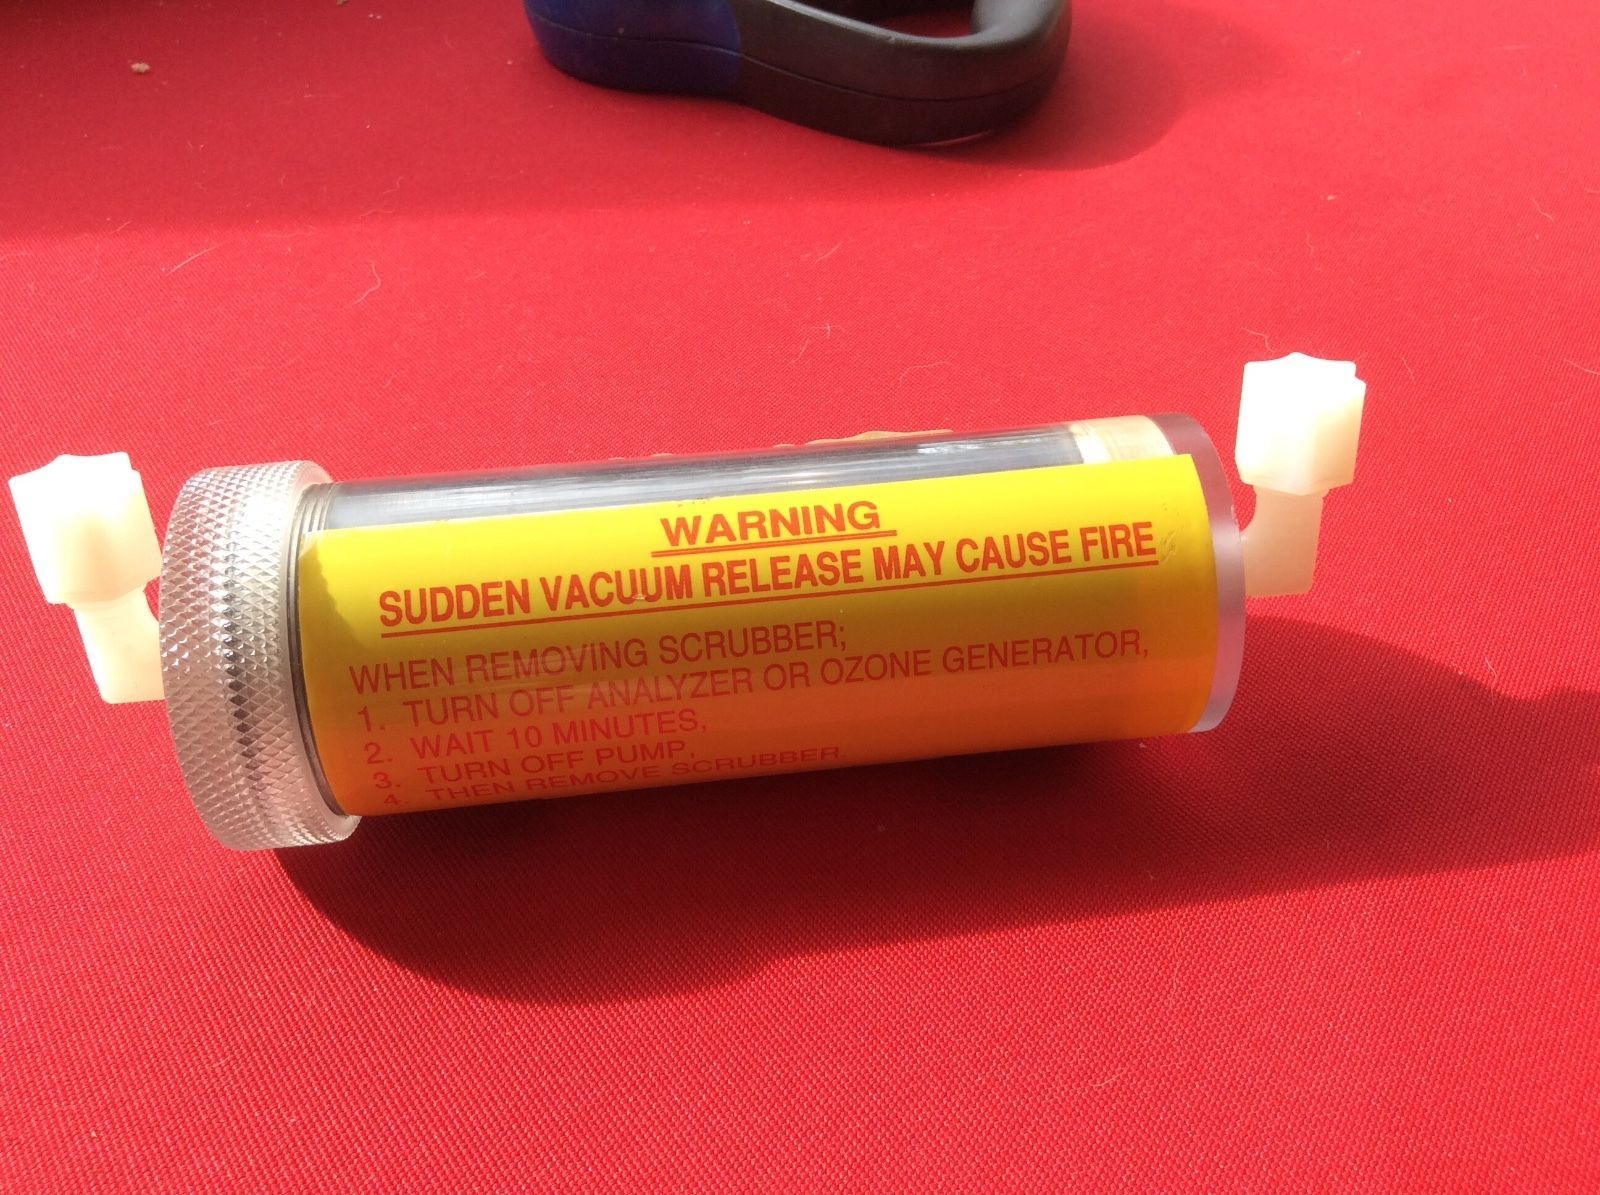 WARNING
SUDDEN VACUUM RELEASE MAY CAUSE FIRE
WHEN REMOVING SCRUBBER;
1. TURN OFF ANALYZER OR OZONE GENERATOR,
2. WAIT 10 MINUTES,
3. TURN OFF PUMP,
4. THEN REMOVE SCRUBBER.